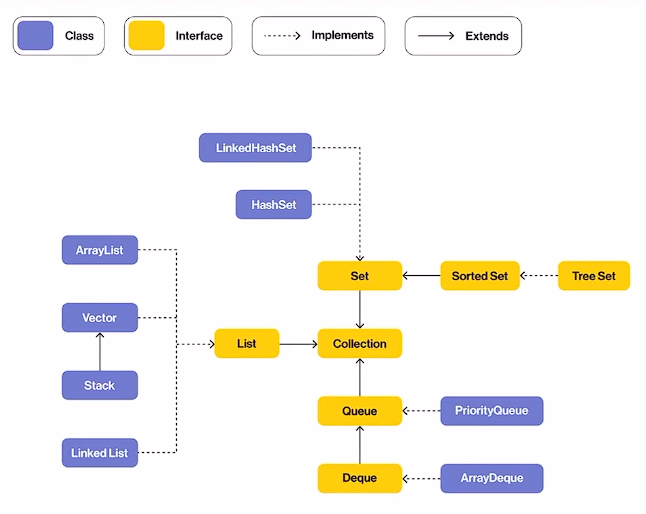 Class
Interface
Implements
Extends
LinkedHashSet
HashSet
ArrayList
Set
Sorted Set
Tree Set
Vector
List
Collection
Stack
Queue
PriorityQueue
Linked List
Deque
ArrayDeque